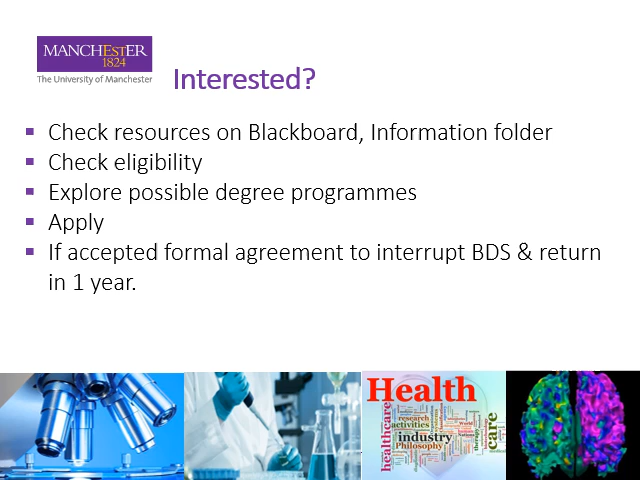 MANCHESTER
1824
The University of Manchester
Interested?
▪ Check resources on Blackboard, Information folder
▪ Check eligibility
▪ Explore possible degree programmes
▪ Apply
▪ If accepted formal agreement to interrupt BDS & return
in 1 year.
Health
healthcare
research
activities
industry
Philosophy
care